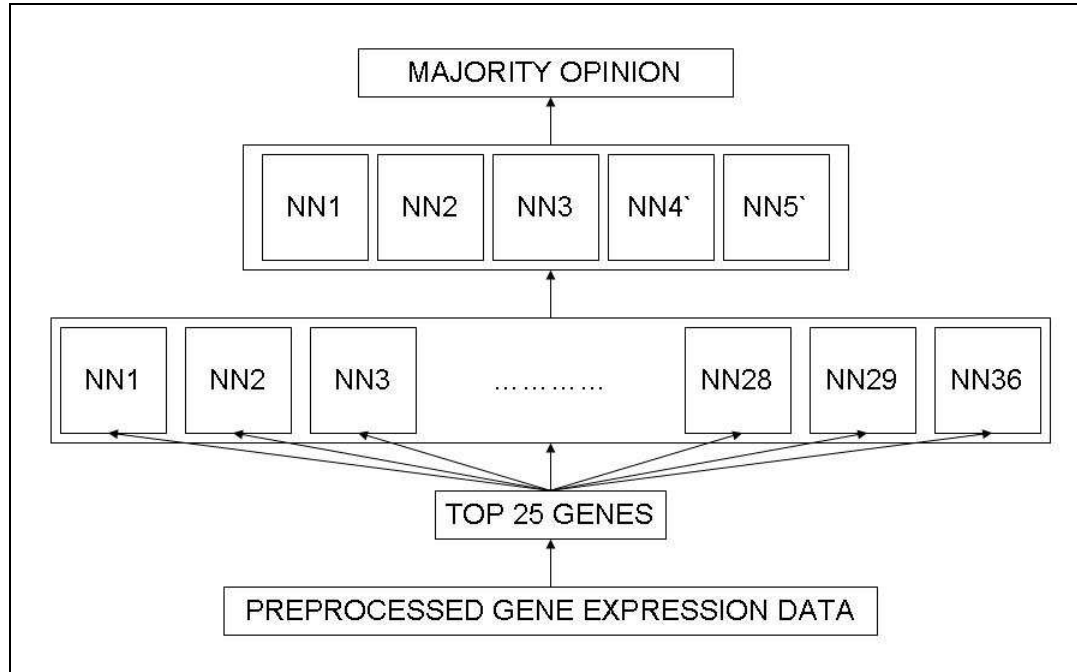 MAJORITY OPINION
NN1 NN2 NN3 NN4` NN5`
NN1 NN2 NN3 ………… NN28 NN29 NN36
TOP 25 GENES
PREPROCESSED GENE EXPRESSION DATA